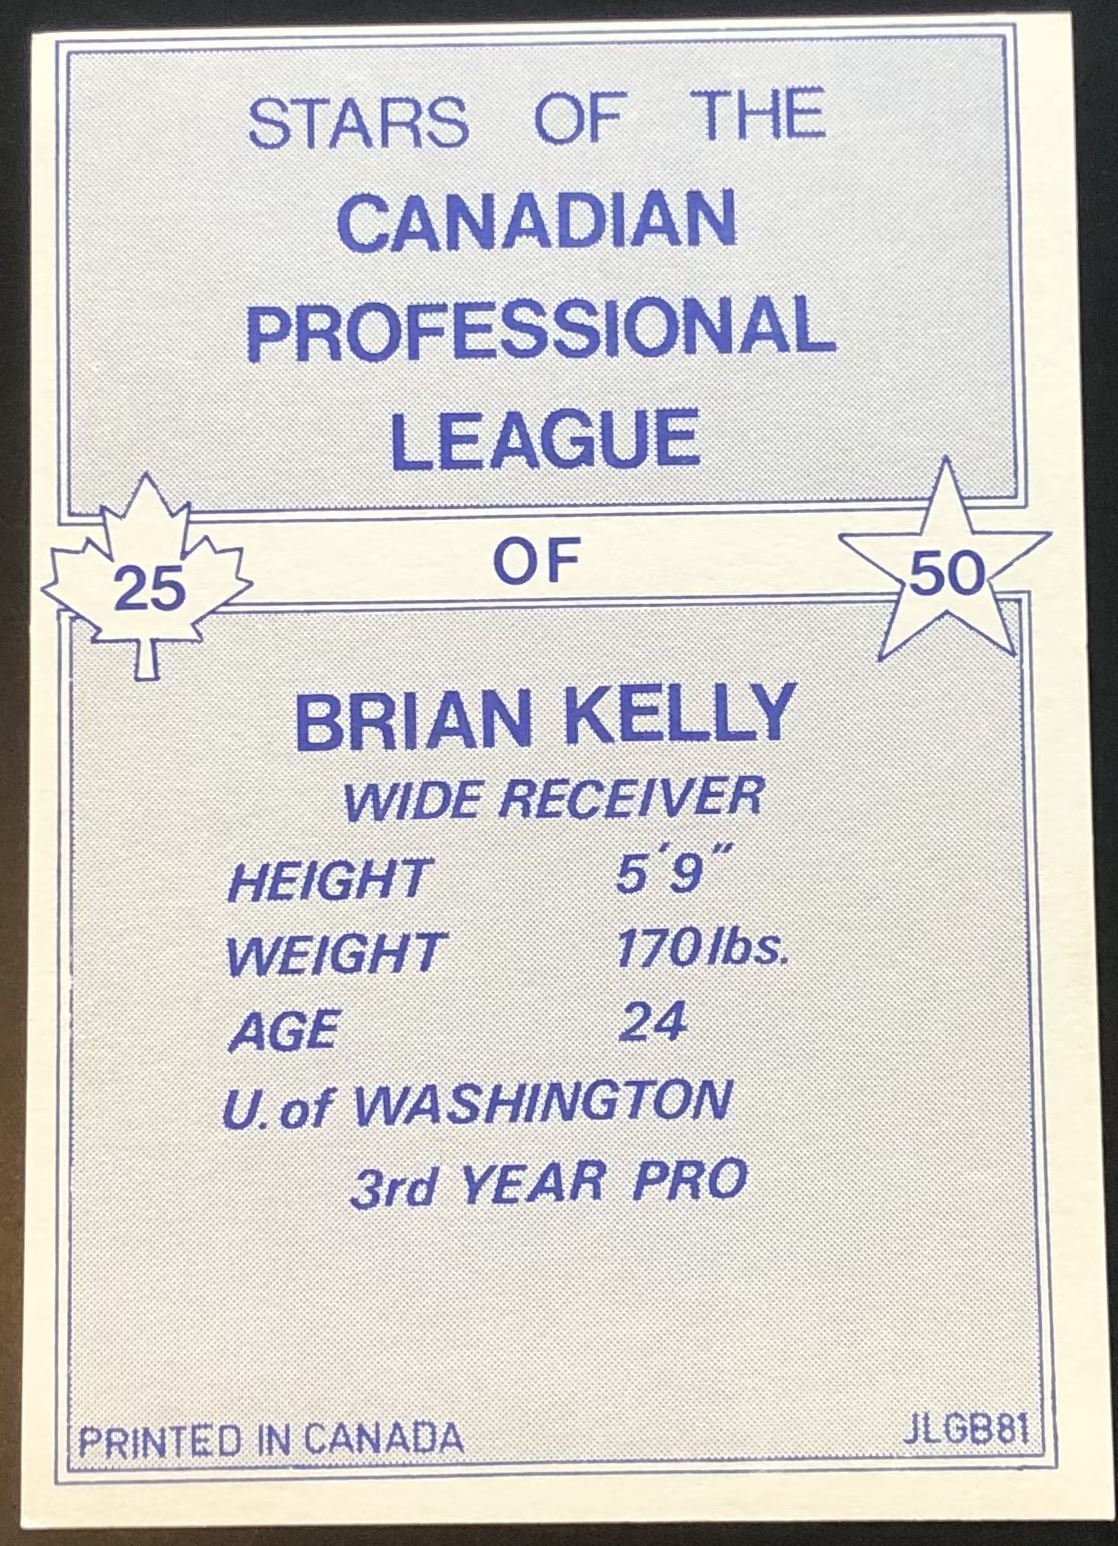 STARS OF THE
CANADIAN
PROFESSIONAL
LEAGUE
25 OF 50
BRIAN KELLY
WIDE RECEIVER
HEIGHT 5'9"
WEIGHT 170 lbs.
AGE 24
U. of WASHINGTON
3rd YEAR PRO
PRINTED IN CANADA JLGB81